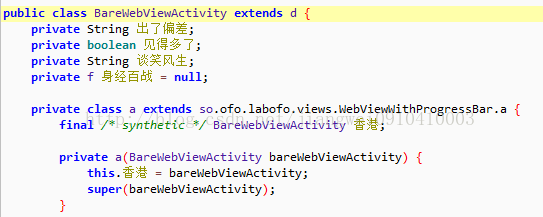 public class BareWebViewActivity extends d {
private String 出了偏差;
private boolean 见得多了;
private String 谈笑风生;
private f 身经百战 = null;
private class a extends so.ofo.labofo.views.WebViewWithProgressBar.a {
final /* synthetic */ BareWebViewActivity 香港;
private a(BareWebViewActivity bareWebViewActivity) {
this.香港 = bareWebViewActivity;
super(bareWebViewActivity);
}